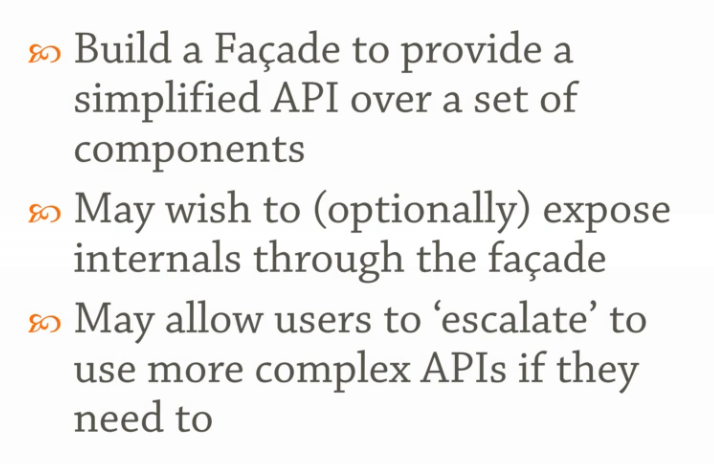 Build a Façade to provide a
simplified API over a set of
components
May wish to (optionally) expose
internals through the façade
May allow users to ‘escalate’ to
use more complex APIs if they
need to